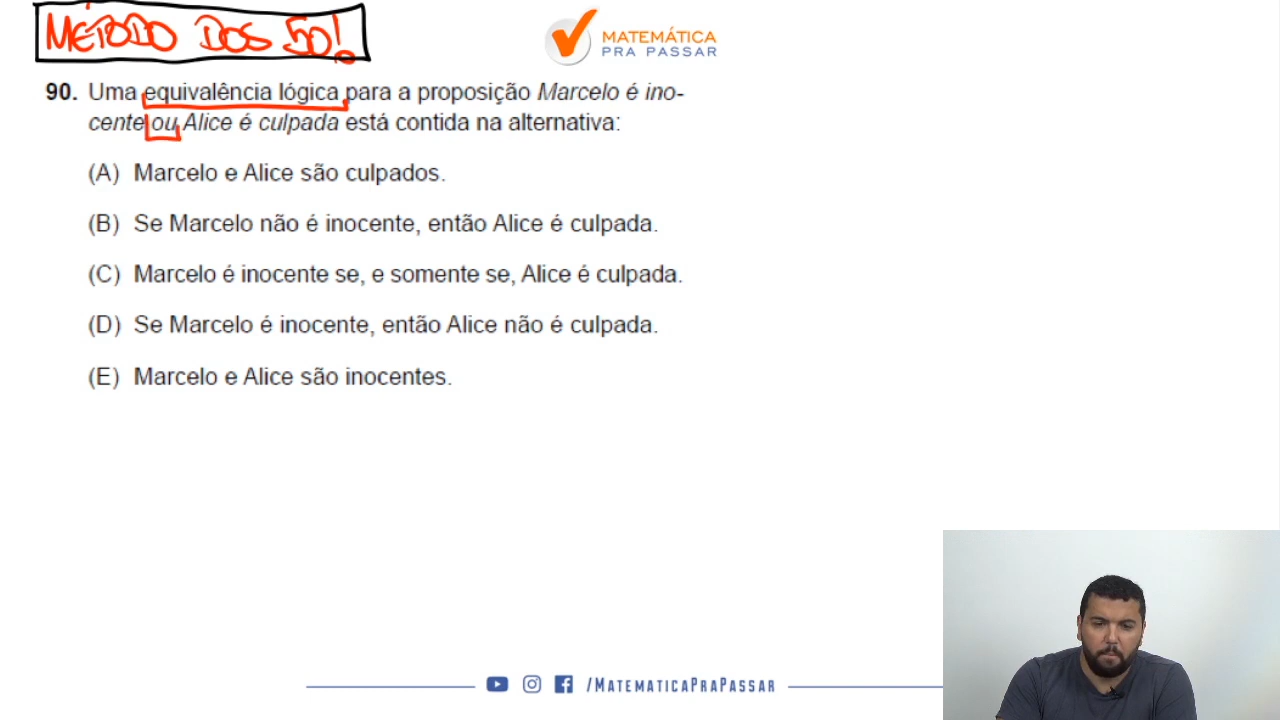 MÉTODO DOS 50!
MATEMÁTICA
PRA PASSAR
90. Uma equivalência lógica para a proposição Marcelo é ino-
cente ou Alice é culpada está contida na alternativa:
(A) Marcelo e Alice são culpados.
(B) Se Marcelo não é inocente, então Alice é culpada.
(C) Marcelo é inocente se, e somente se, Alice é culpada.
(D) Se Marcelo é inocente, então Alice não é culpada.
(E) Marcelo e Alice são inocentes.
/MATEMATICAPRAPASSAR